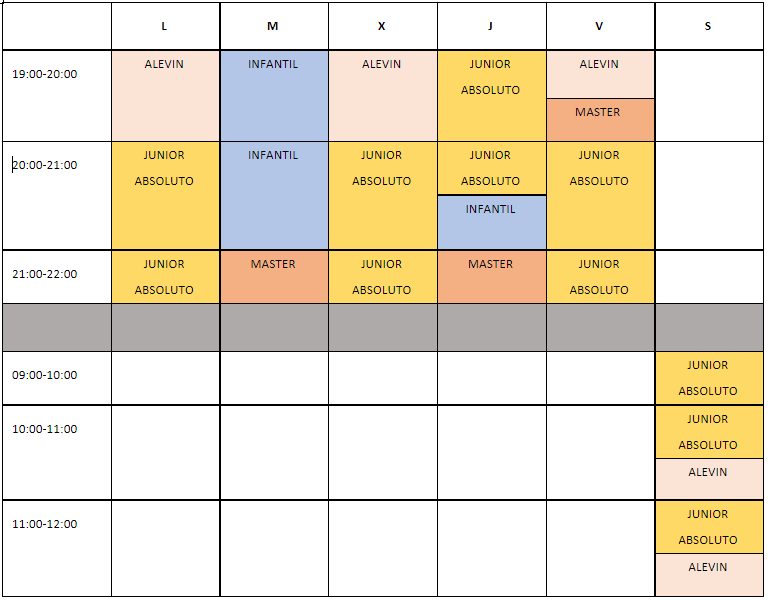 L M X J V S
19:00-20:00 ALEVIN INFANTIL ALEVIN JUNIOR ALEVIN
ABSOLUTO
MASTER
20:00-21:00 JUNIOR INFANTIL JUNIOR JUNIOR JUNIOR
ABSOLUTO ABSOLUTO ABSOLUTO ABSOLUTO
INFANTIL
21:00-22:00 JUNIOR MASTER JUNIOR MASTER JUNIOR
ABSOLUTO ABSOLUTO ABSOLUTO
09:00-10:00 JUNIOR
ABSOLUTO
10:00-11:00 JUNIOR
ABSOLUTO
ALEVIN
11:00-12:00 JUNIOR
ABSOLUTO
ALEVIN